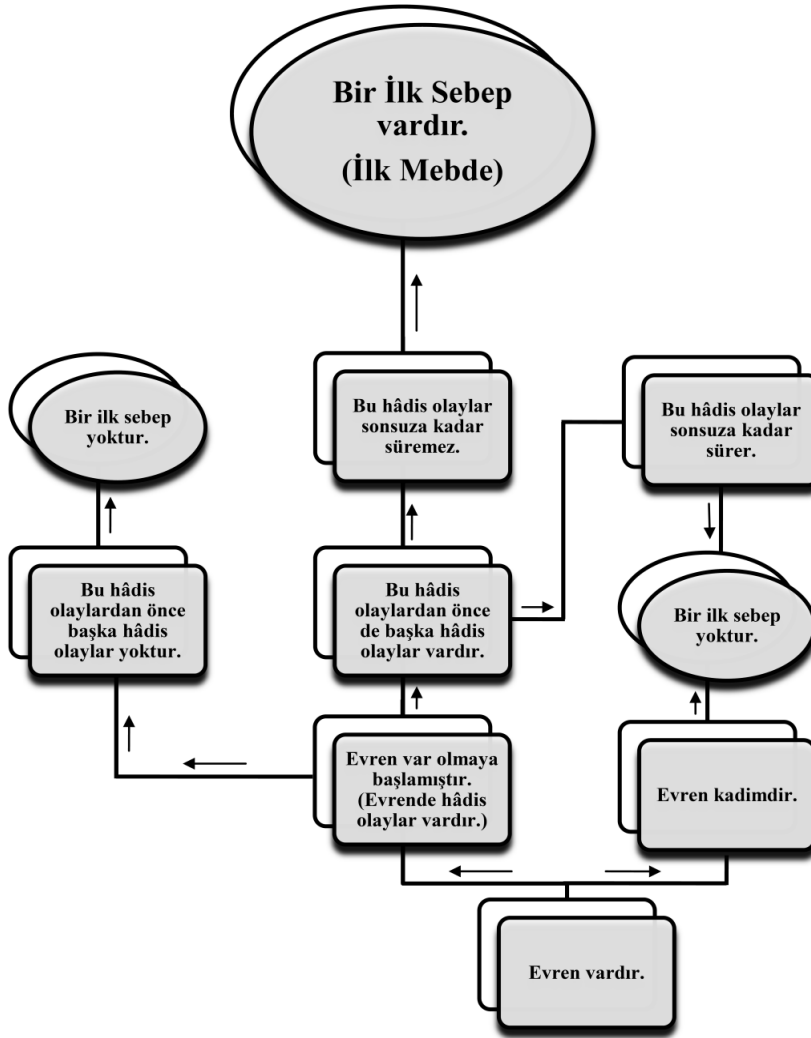 Bir İlk Sebep
vardır.
(İlk Mebde)
Bir ilk sebep
yoktur.
Bu hâdis olaylar
sonsuza kadar
süremez.
Bu hâdis olaylar
sonsuza kadar
sürer.
Bu hâdis
olaylardan önce
başka hâdis
olaylar yoktur.
Bu hâdis
olaylardan önce
de başka hâdis
olaylar vardır.
Bir ilk sebep
yoktur.
Evren var olmaya
başlamıştır.
(Evrende hâdis
olaylar vardır.)
Evren kadimdir.
Evren vardır.